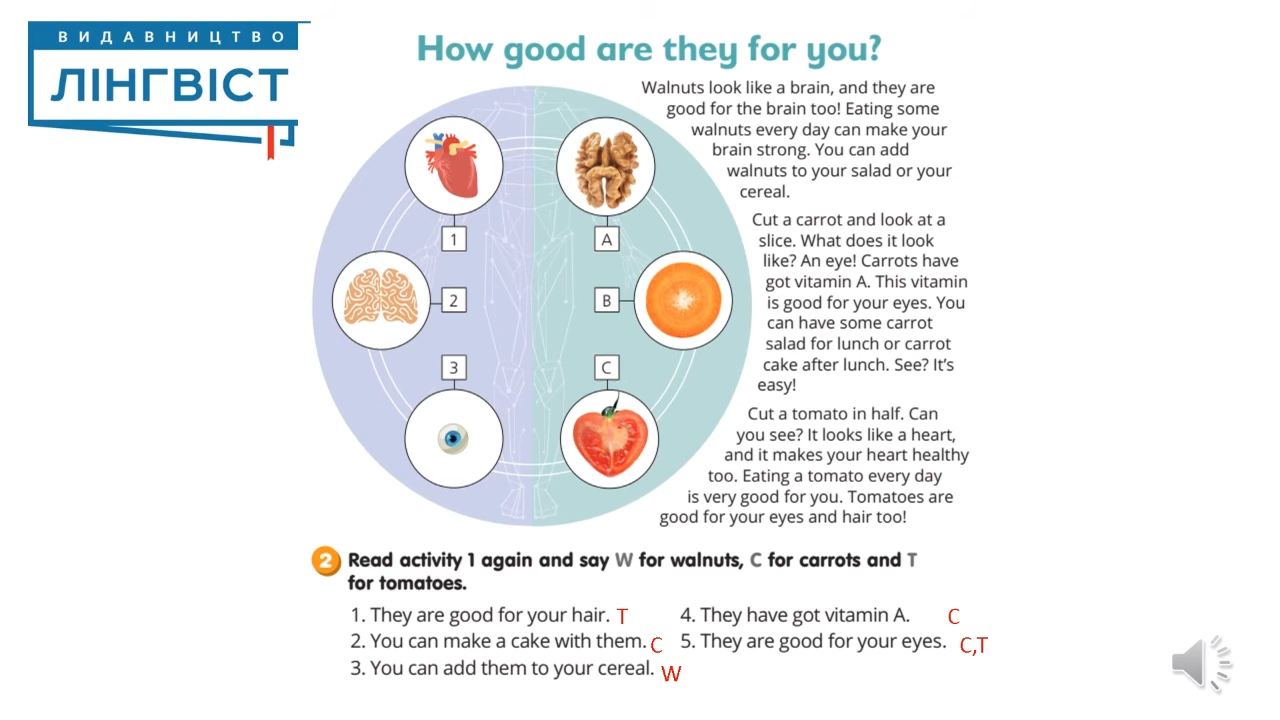 ВИДАВНИЦТВО
ЛІНГВІСТ
How good are they for you?
Walnuts look like a brain, and they are
good for the brain too! Eating some
walnuts every day can make your
brain strong. You can add
walnuts to your salad or your
cereal.
Cut a carrot and look at a
slice. What does it look
like? An eye! Carrots have
got vitamin A. This vitamin
is good for your eyes. You
can have some carrot
salad for lunch or carrot
cake after lunch. See? It's
easy!
Cut a tomato in half. Can
you see? It looks like a heart,
and it makes your heart healthy
too. Eating a tomato every day
is very good for you. Tomatoes are
good for your eyes and hair too!
1
A
2
B
3
C
2 Read activity 1 again and say W for walnuts, C for carrots and T
for tomatoes.
1. They are good for your hair. T
2. You can make a cake with them. C
3. You can add them to your cereal. W
4. They have got vitamin A. C
5. They are good for your eyes. C,T